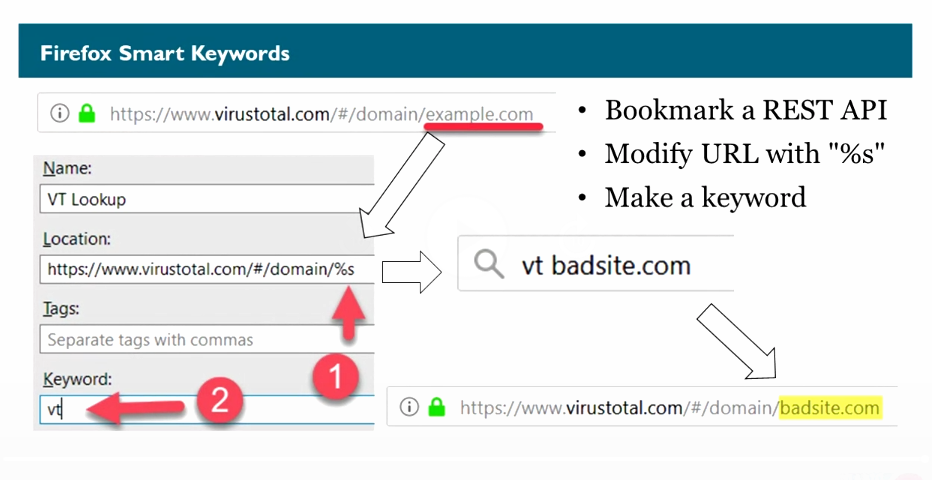 Firefox Smart Keywords
https://www.virustotal.com/#/domain/example.com
• Bookmark a REST API
• Modify URL with "%s"
• Make a keyword
Name:
VT Lookup
Location:
https://www.virustotal.com/#/domain/%s
Tags:
Separate tags with commas
1
Keyword:
vt
2
vt badsite.com
https://www.virustotal.com/#/domain/badsite.com